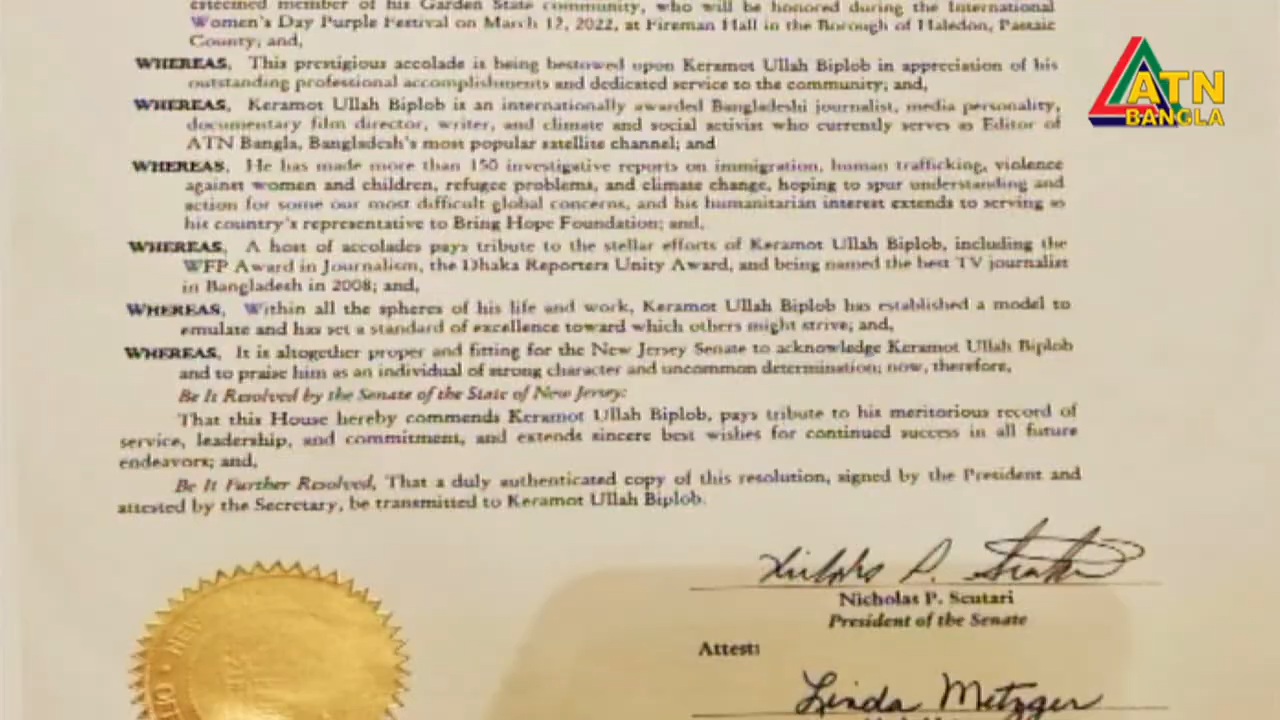 esteemed member of his Garden State community, who will be honored during the International
Women's Day Purple Festival on March 12, 2022, at Fireman Hall in the Borough of Haledon, Passaic
County; and,
WHEREAS, This prestigious accolade is being bestowed upon Keramot Ullah Biplob in appreciation of his
outstanding professional accomplishments and dedicated service to the community; and,
WHEREAS, Keramot Ullah Biplob is an internationally awarded Bangladeshi journalist, media personality,
documentary film director, writer, and climate and social activist who currently serves as Editor of
ATN Bangla, Bangladesh's most popular satellite channel; and
WHEREAS, He has made more than 150 investigative reports on immigration, human trafficking, violence
against women and children, refugee problems, and climate change, hoping to spur understanding and
action for some our most difficult global concerns, and his humanitarian interest extends to serving as
his country's representative to Bring Hope Foundation; and,
WHEREAS, A host of accolades pays tribute to the stellar efforts of Keramot Ullah Biplob, including the
WFP Award in Journalism, the Dhaka Reporters Unity Award, and being named the best TV journalist
in Bangladesh in 2008; and,
WHEREAS, Within all the spheres of his life and work, Keramot Ullah Biplob has established a model to
emulate and has set a standard of excellence toward which others might strive; and,
WHEREAS, It is altogether proper and fitting for the New Jersey Senate to acknowledge Keramot Ullah Biplob
and to praise him as an individual of strong character and uncommon determination; now, therefore,
Be It Resolved by the Senate of the State of New Jersey:
That this House hereby commends Keramot Ullah Biplob, pays tribute to his meritorious record of
service, leadership, and commitment, and extends sincere best wishes for continued success in all future
endeavors; and,
Be It Further Resolved, That a duly authenticated copy of this resolution, signed by the President and
attested by the Secretary, be transmitted to Keramot Ullah Biplob.
Nicholas P. Scutari
Nicholas P. Scutari
President of the Senate
Attest:
Linda Metzger
ATN
BANGLA